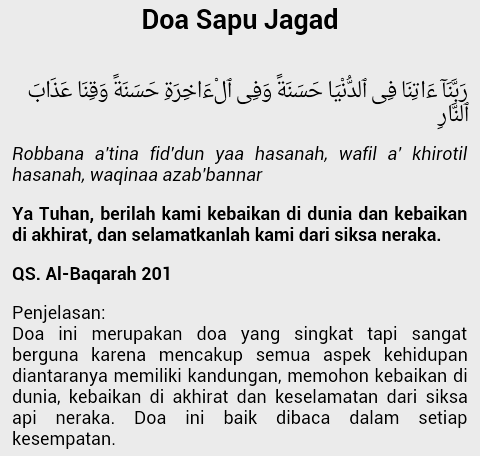 Doa Sapu Jagad
رَبَّنَآ ءَاتِنَا فِى ٱلدُّنْيَا حَسَنَةً وَفِى ٱلْءَاخِرَةِ حَسَنَةً وَقِنَا عَذَابَ
ٱلنَّارِ
Robbana a'tina fid'dun yaa hasanah, wafil a' khirotil
hasanah, waqinaa azab'bannar
Ya Tuhan, berilah kami kebaikan di dunia dan kebaikan
di akhirat, dan selamatkanlah kami dari siksa neraka.
QS. Al-Baqarah 201
Penjelasan:
Doa ini merupakan doa yang singkat tapi sangat
berguna karena mencakup semua aspek kehidupan
diantaranya memiliki kandungan, memohon kebaikan di
dunia, kebaikan di akhirat dan keselamatan dari siksa
api neraka. Doa ini baik dibaca dalam setiap
kesempatan.